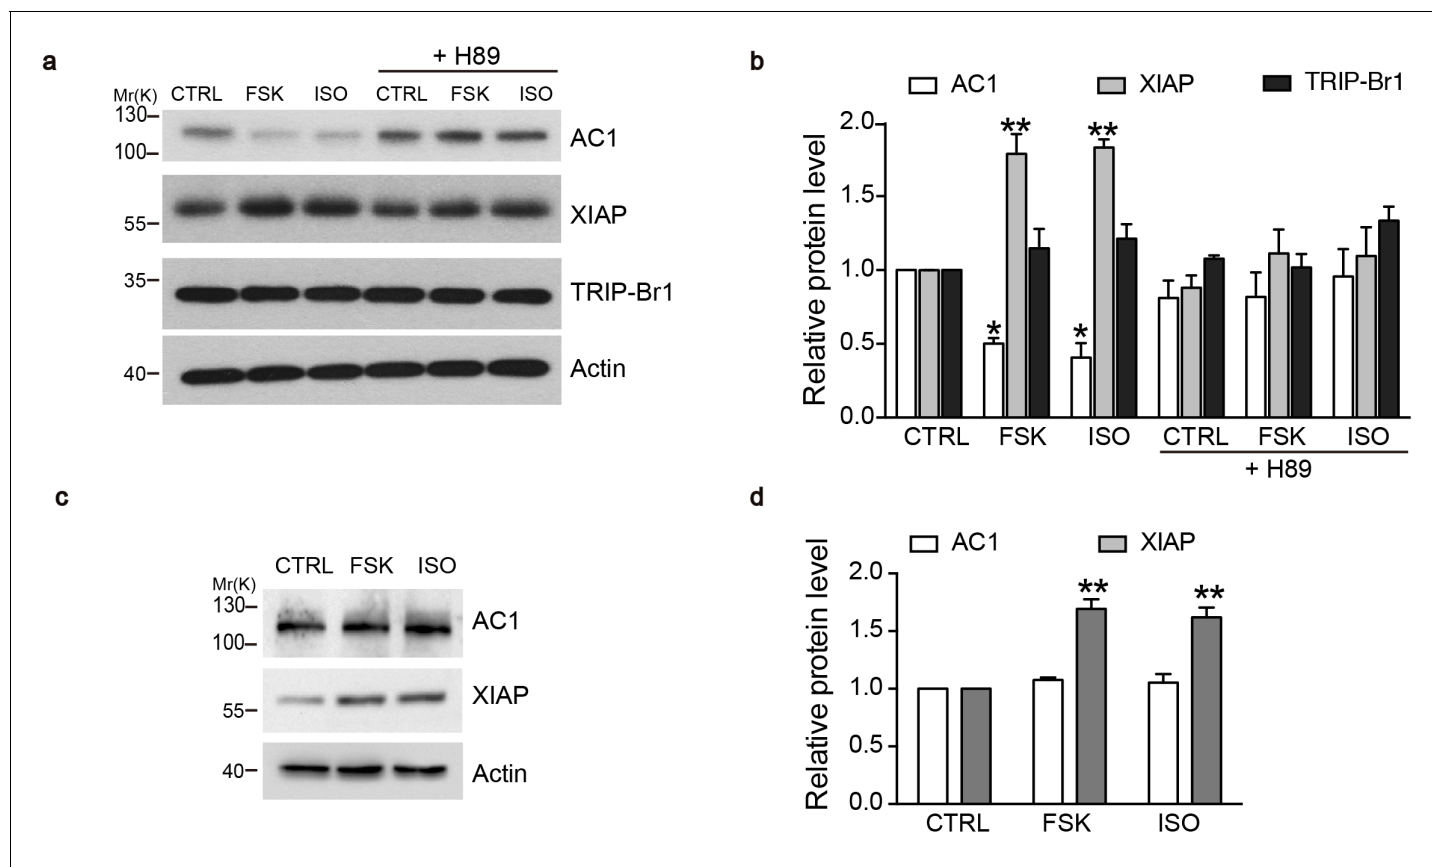 a
+ H89
Mr(K) CTRL FSK ISO CTRL FSK ISO
130
100
AC1
55
XIAP
35
TRIP-Br1
40
Actin
b
AC1 XIAP TRIP-Br1
Relative protein level
2.0
1.5
1.0
0.5
0.0
** **
* *
CTRL FSK ISO CTRL FSK ISO
+ H89
c
CTRL FSK ISO
Mr(K)
130
100
AC1
55
XIAP
40
Actin
d
AC1 XIAP
Relative protein level
2.0
1.5
1.0
0.5
0.0
** **
CTRL FSK ISO